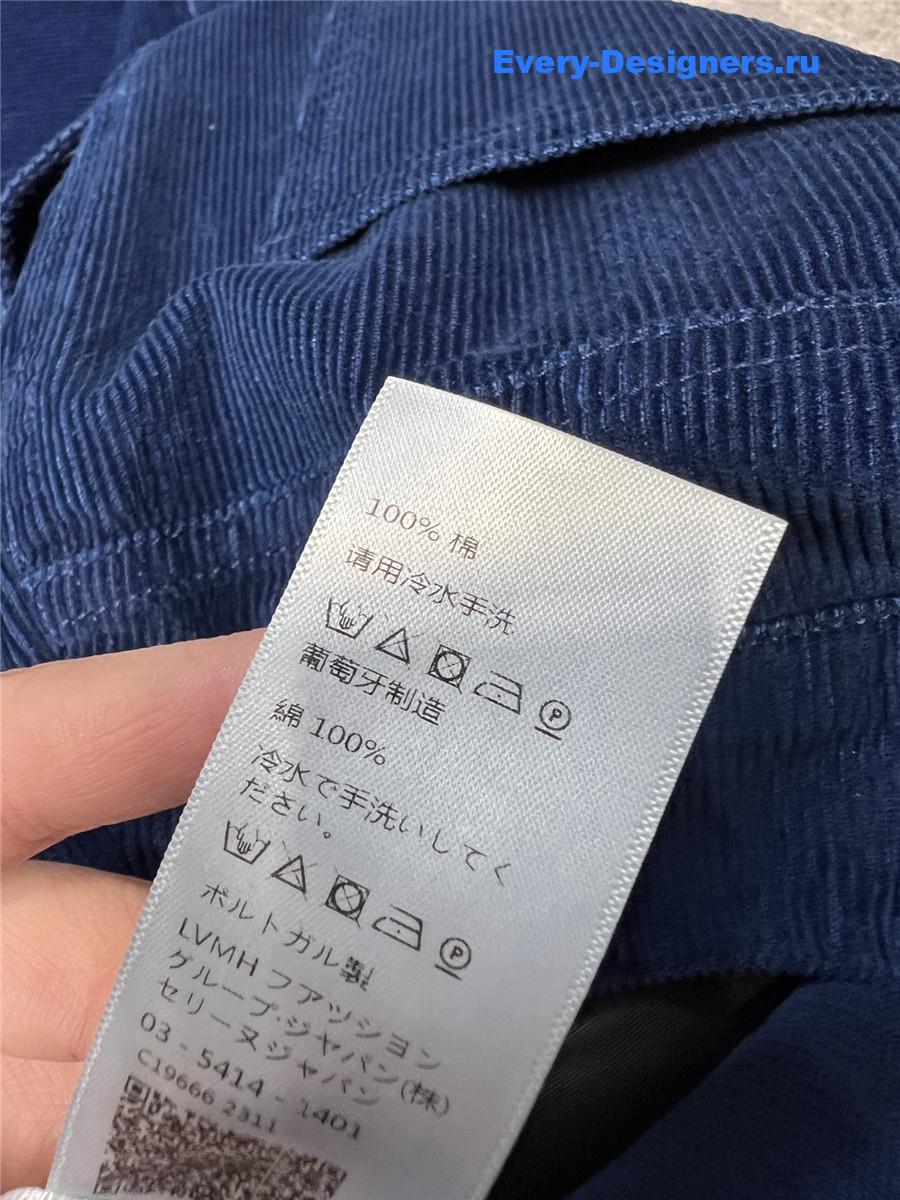 Every-Designers.ru
100% 棉
请用冷水手洗
P
葡萄牙制造
綿 100%
冷水で手洗いしてく
ださい。
P
ポルトガル製
LVMH ファッション
グループ・ジャパン(株)
セリーヌジャパン
03 - 5414 - 1401
C19666 2311